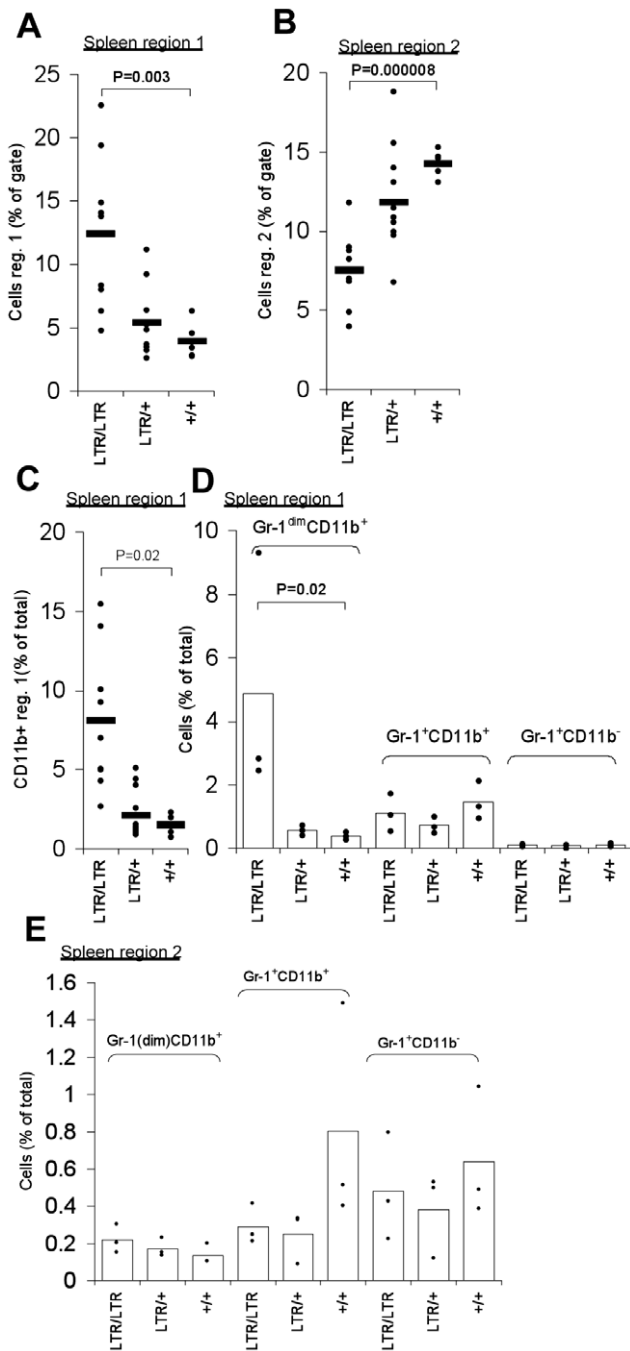 A
Spleen region 1
P=0.003
Cells reg. 1 (% of gate)
25
20
15
10
5
0
LTR/LTR
LTR/+
+/+
B
Spleen region 2
P=0.000008
Cells reg. 2 (% of gate)
20
15
10
5
0
LTR/LTR
LTR/+
+/+
C
Spleen region 1
P=0.02
CD11b+ reg. 1(% of total)
20
15
10
5
0
LTR/LTR
LTR/+
+/+
D
Spleen region 1
Gr-1dimCD11b+
P=0.02
Gr-1+CD11b+
Gr-1+CD11b-
Cells (% of total)
10
8
6
4
2
0
LTR/LTR
LTR/+
+/+
LTR/LTR
LTR/+
+/+
LTR/LTR
LTR/+
+/+
E
Spleen region 2
Gr-1(dim)CD11b+
Gr-1+CD11b+
Gr-1+CD11b-
Cells (% of total)
1.6
1.4
1.2
1
0.8
0.6
0.4
0.2
0
LTR/LTR
LTR/+
+/+
LTR/LTR
LTR/+
+/+
LTR/LTR
LTR/+
+/+